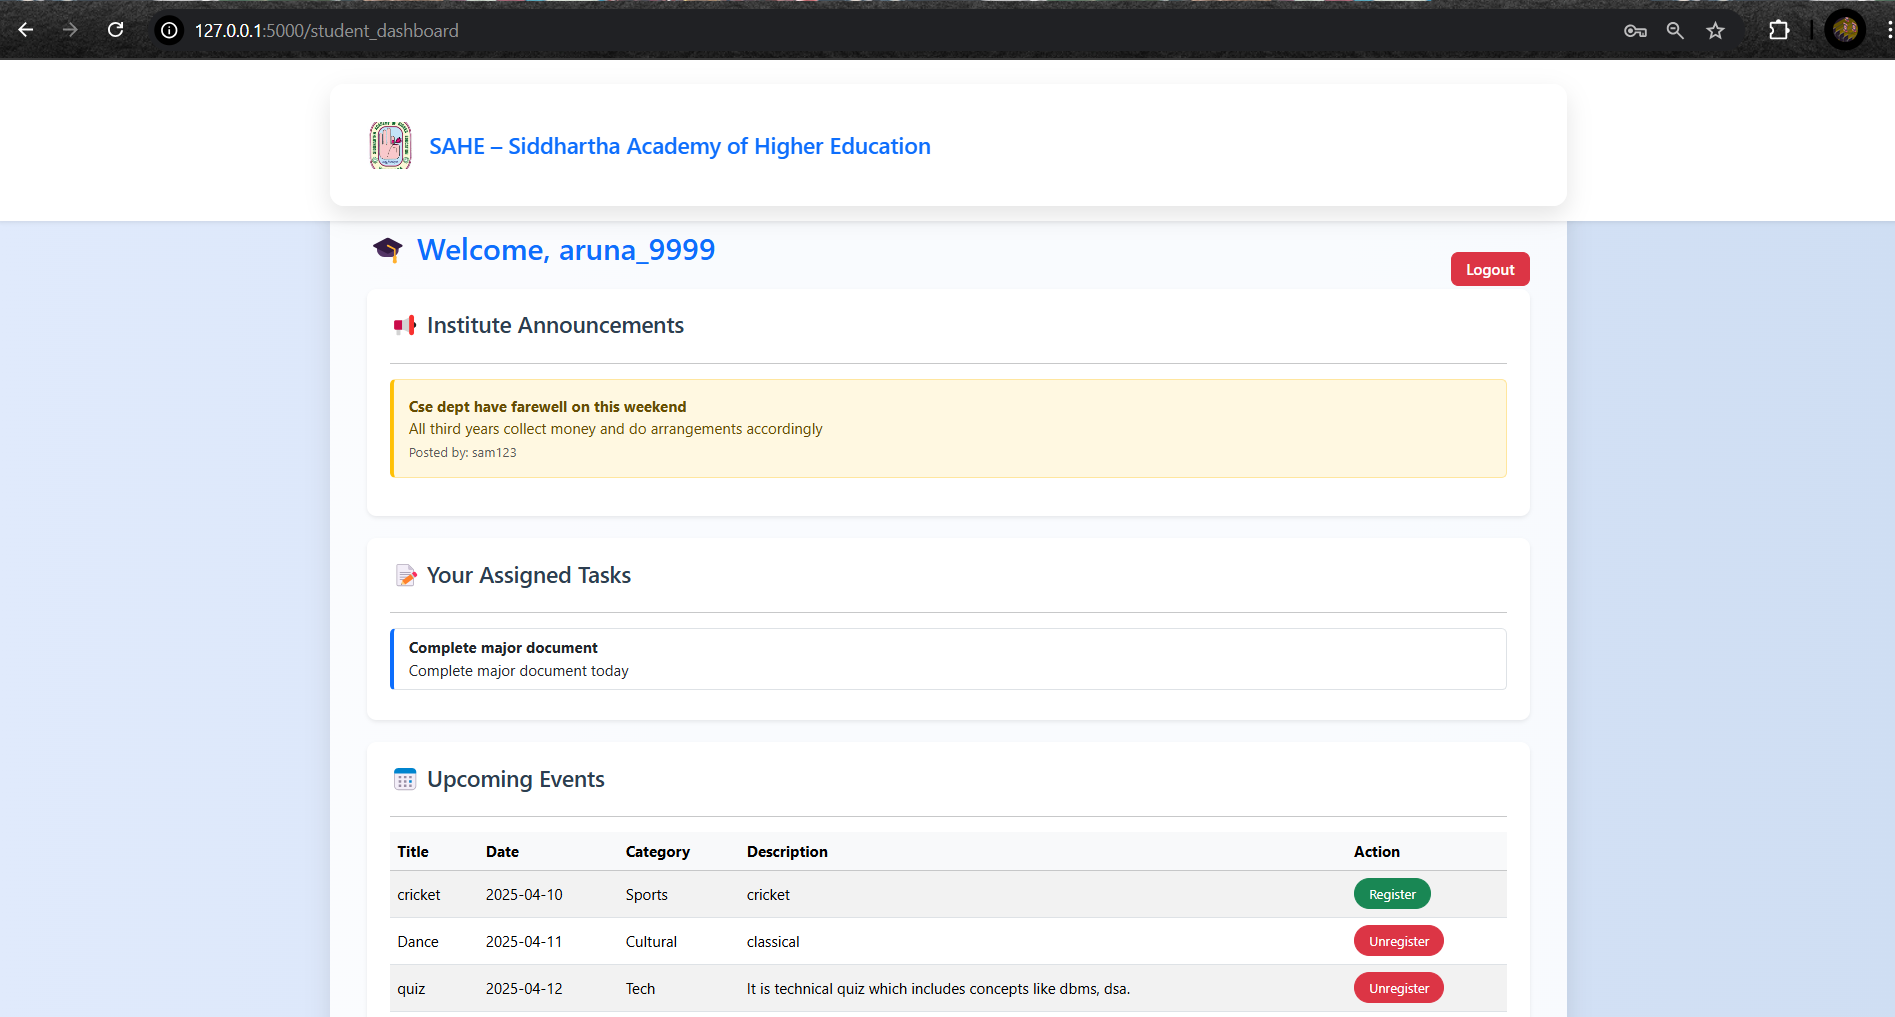 127.0.0.1:5000/student_dashboard
SAHE – Siddhartha Academy of Higher Education
Welcome, aruna_9999
Logout
Institute Announcements
Cse dept have farewell on this weekend
All third years collect money and do arrangements accordingly
Posted by: sam123
Your Assigned Tasks
Complete major document
Complete major document today
Upcoming Events
Title Date Category Description Action
cricket 2025-04-10 Sports cricket Register
Dance 2025-04-11 Cultural classical Unregister
quiz 2025-04-12 Tech It is technical quiz which includes concepts like dbms, dsa. Unregister